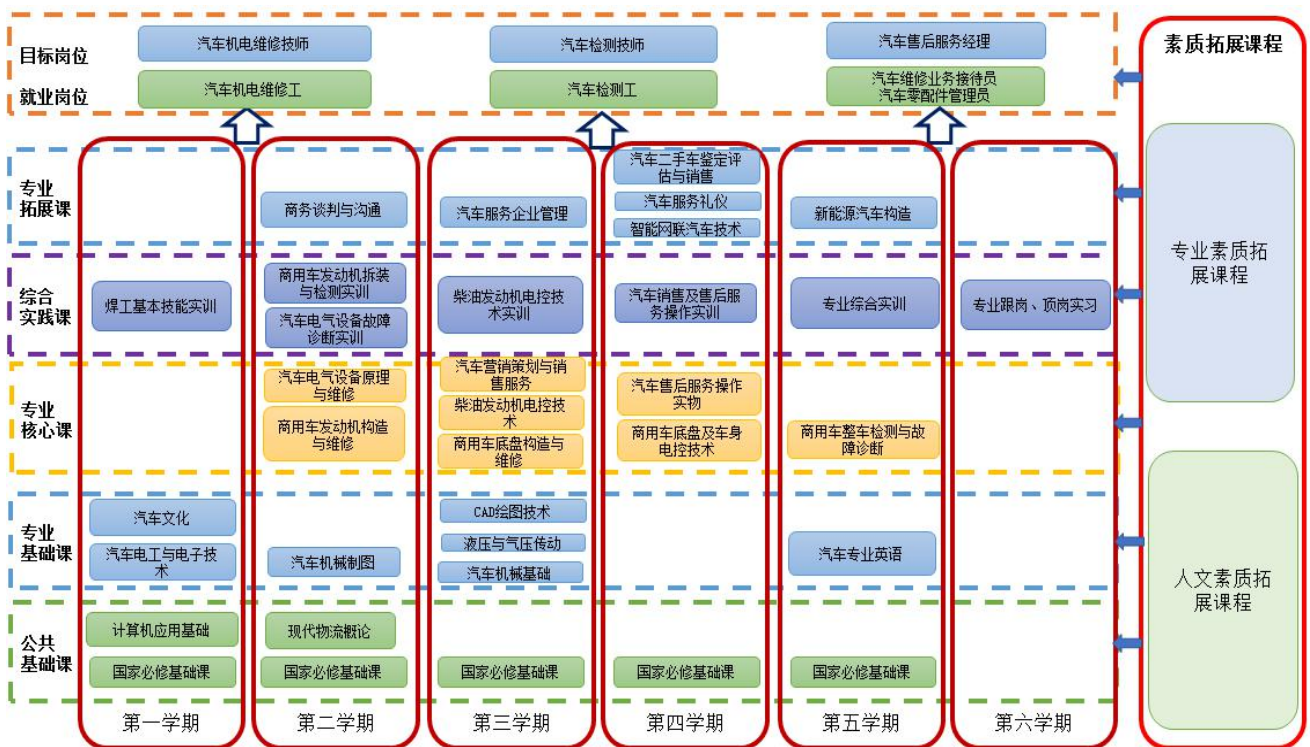 目标岗位
就业岗位
汽车机电维修技师
汽车检测技师
汽车售后服务经理
汽车机电维修工
汽车检测工
汽车维修业务接待员
汽车零配件管理员
素质拓展课程
专业素质拓
展课程
人文素质拓
展课程
专业
拓展课
商务谈判与沟通
汽车服务企业管理
汽车二手车鉴定评
估与销售
汽车服务礼仪
智能网联汽车技术
新能源汽车构造
综合
实践课
焊工基本技能实训
商用车发动机拆装
与检测实训
汽车电气设备故障
诊断实训
柴油发动机电控技
术实训
汽车销售及售后服
务操作实训
专业综合实训
专业跟岗、顶岗实习
专业
核心课
汽车电气设备原理
与维修
商用车发动机构造
与维修
汽车营销策划与销
售服务
柴油发动机电控技
术
商用车底盘构造与
维修
汽车售后服务操作
实物
商用车底盘及车身
电控技术
商用车整车检测与故
障诊断
专业
基础课
汽车文化
汽车电工与电子技
术
汽车机械制图
CAD绘图技术
液压与气压传动
汽车机械基础
汽车专业英语
公共
基础课
计算机应用基础
国家必修基础课
现代物流概论
国家必修基础课
国家必修基础课
国家必修基础课
国家必修基础课
第一学期
第二学期
第三学期
第四学期
第五学期
第六学期